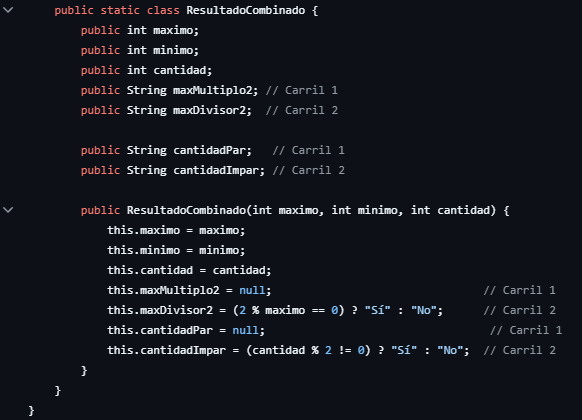 public static class ResultadoCombinado {
public int maximo;
public int minimo;
public int cantidad;
public String maxMultiplo2; // Carril 1
public String maxDivisor2; // Carril 2
public String cantidadPar; // Carril 1
public String cantidadImpar; // Carril 2
public ResultadoCombinado(int maximo, int minimo, int cantidad) {
this.maximo = maximo;
this.minimo = minimo;
this.cantidad = cantidad;
this.maxMultiplo2 = null; // Carril 1
this.maxDivisor2 = (2 % maximo == 0) ? "Sí" : "No"; // Carril 2
this.cantidadPar = null; // Carril 1
this.cantidadImpar = (cantidad % 2 != 0) ? "Sí" : "No"; // Carril 2
}
}
}